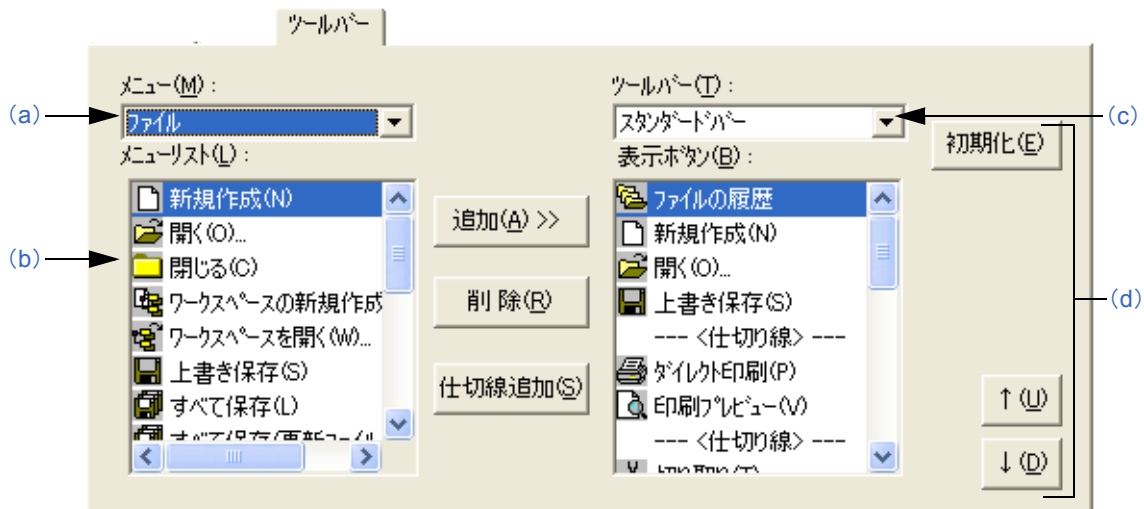 ツールバー
メニュー(M)：
ファイル
メニューリスト(L)：
新規作成(N)
開く(O)...
閉じる(C)
ワークスペースの新規作成
ワークスペースを開く(W)...
上書き保存(S)
すべて保存(L)
追加(A) >>
削 除(R)
仕切線追加(S)
ツールバー(T)：
スタンダードバー
表示ボタン(B)：
ファイルの履歴
新規作成(N)
開く(O)...
上書き保存(S)
--- <仕切り線> ---
ダイレクト印刷(P)
印刷プレビュー(V)
--- <仕切り線> ---
初期化(E)
↑(U)
↓(D)
(a)
(b)
(c)
(d)